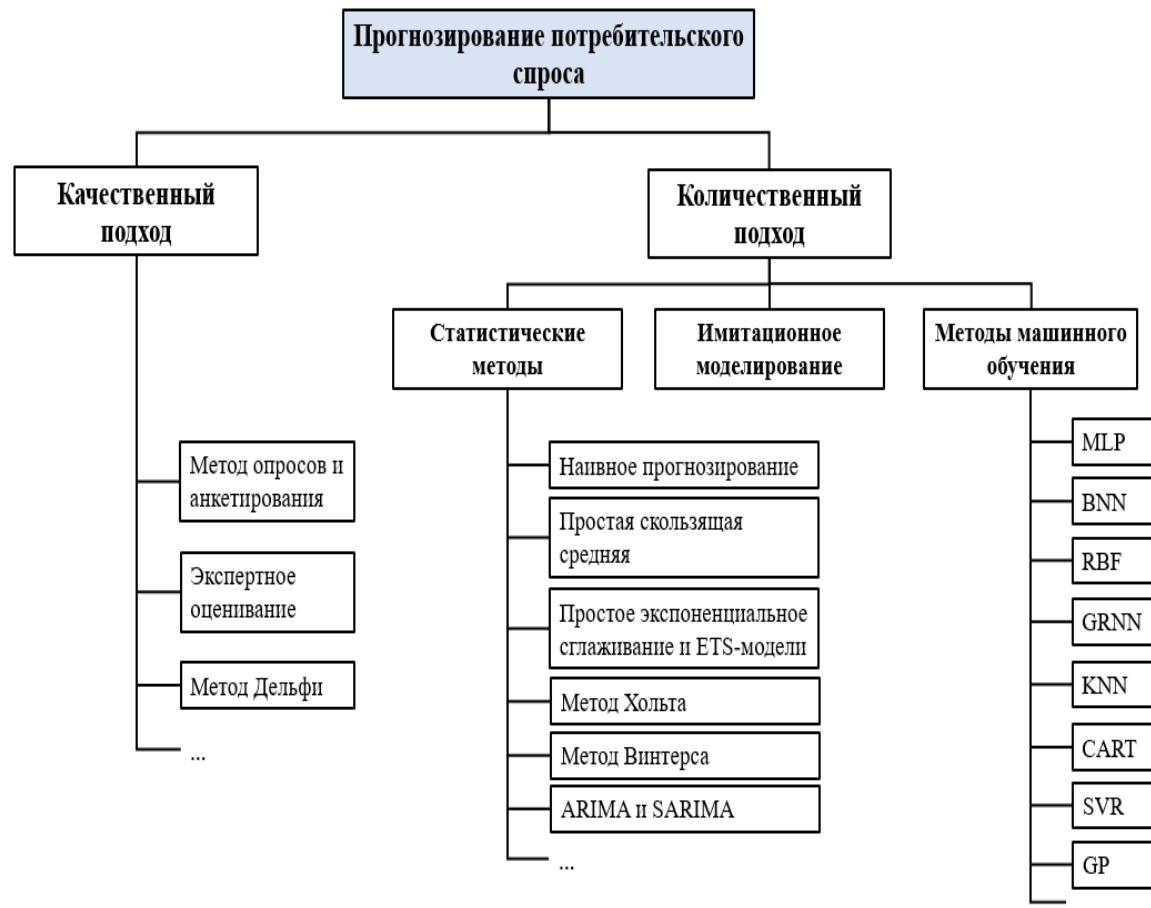 Прогнозирование потребительского
спроса
Качественный
подход
Количественный
подход
Статистические
методы
Имитационное
моделирование
Методы машинного
обучения
Метод опросов и
анкетирования
Экспертное
оценивание
Метод Дельфи
...
Наивное прогнозирование
Простая скользящая
средняя
Простое экспоненциальное
сглаживание и ETS-модели
Метод Хольта
Метод Винтерса
ARIMA и SARIMA
...
MLP
BNN
RBF
GRNN
KNN
CART
SVR
GP